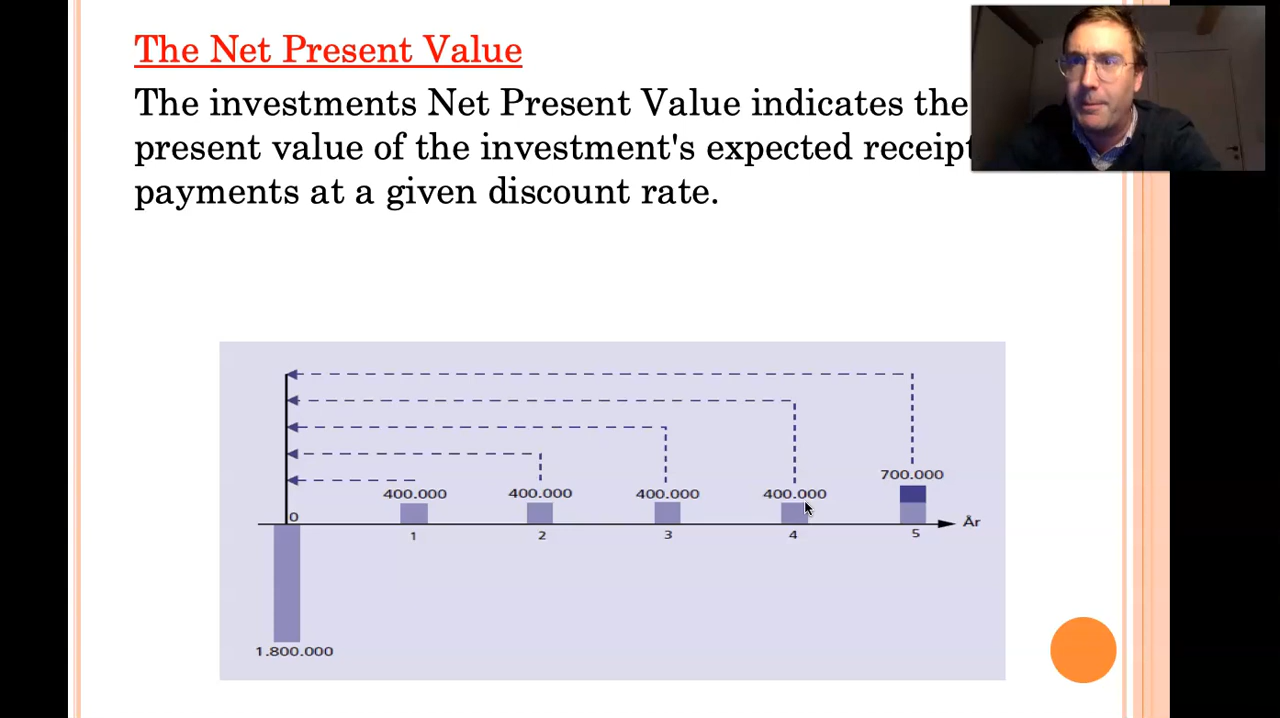 The Net Present Value
The investments Net Present Value indicates the
present value of the investment's expected receipt
payments at a given discount rate.
700.000
400.000 400.000 400.000 400.000
0
År
1 2 3 4 5
1.800.000